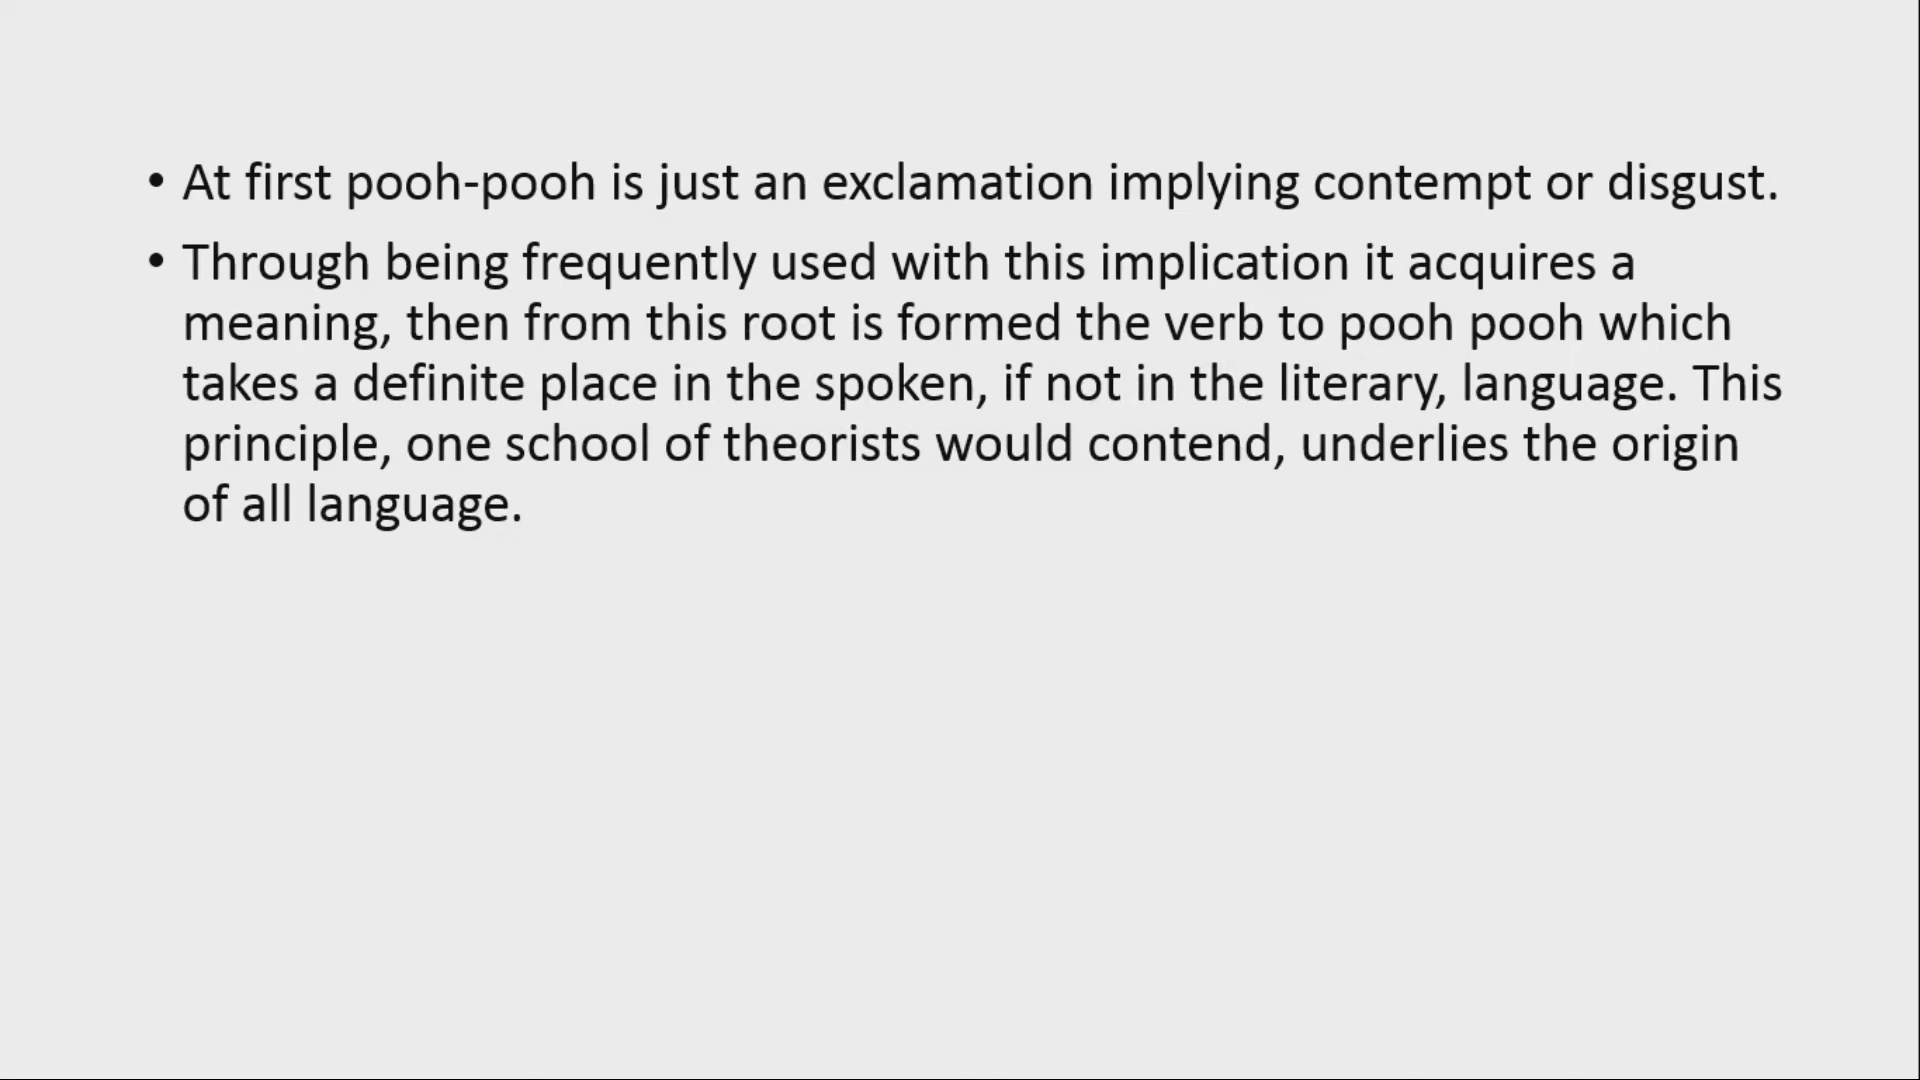 • At first pooh-pooh is just an exclamation implying contempt or disgust.
• Through being frequently used with this implication it acquires a
meaning, then from this root is formed the verb to pooh pooh which
takes a definite place in the spoken, if not in the literary, language. This
principle, one school of theorists would contend, underlies the origin
of all language.